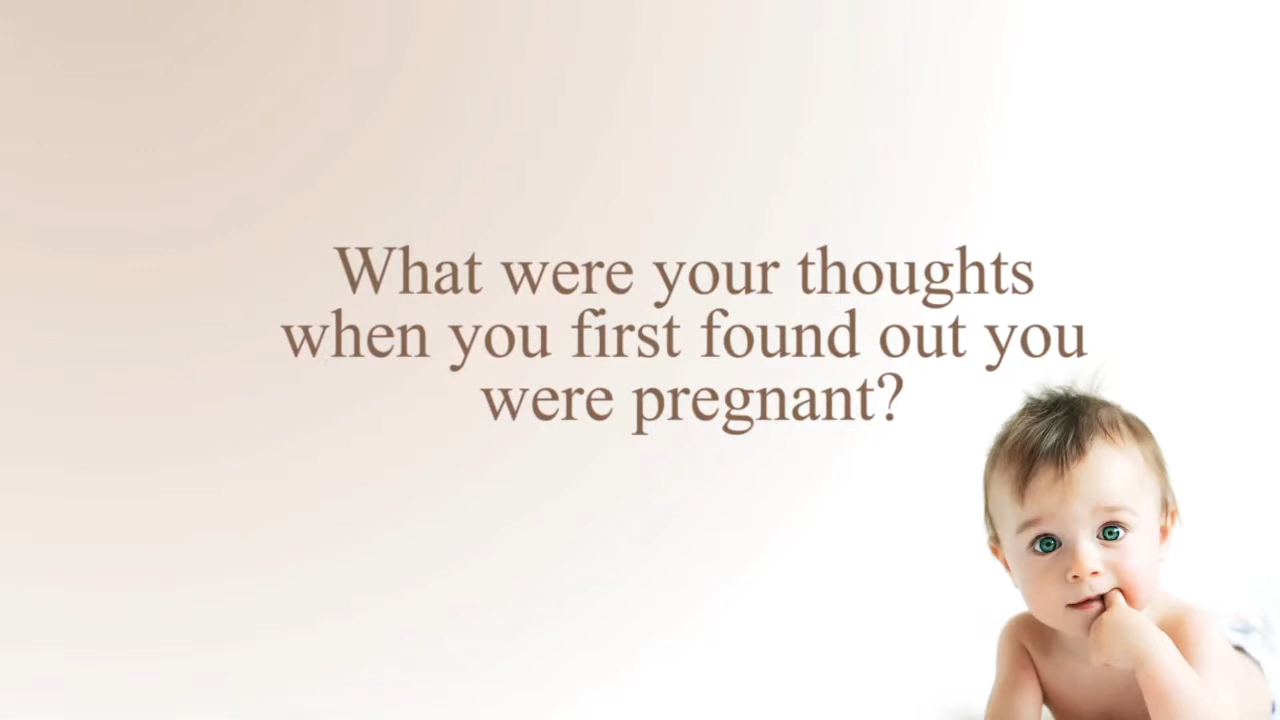 What were your thoughts
when you first found out you
were pregnant?